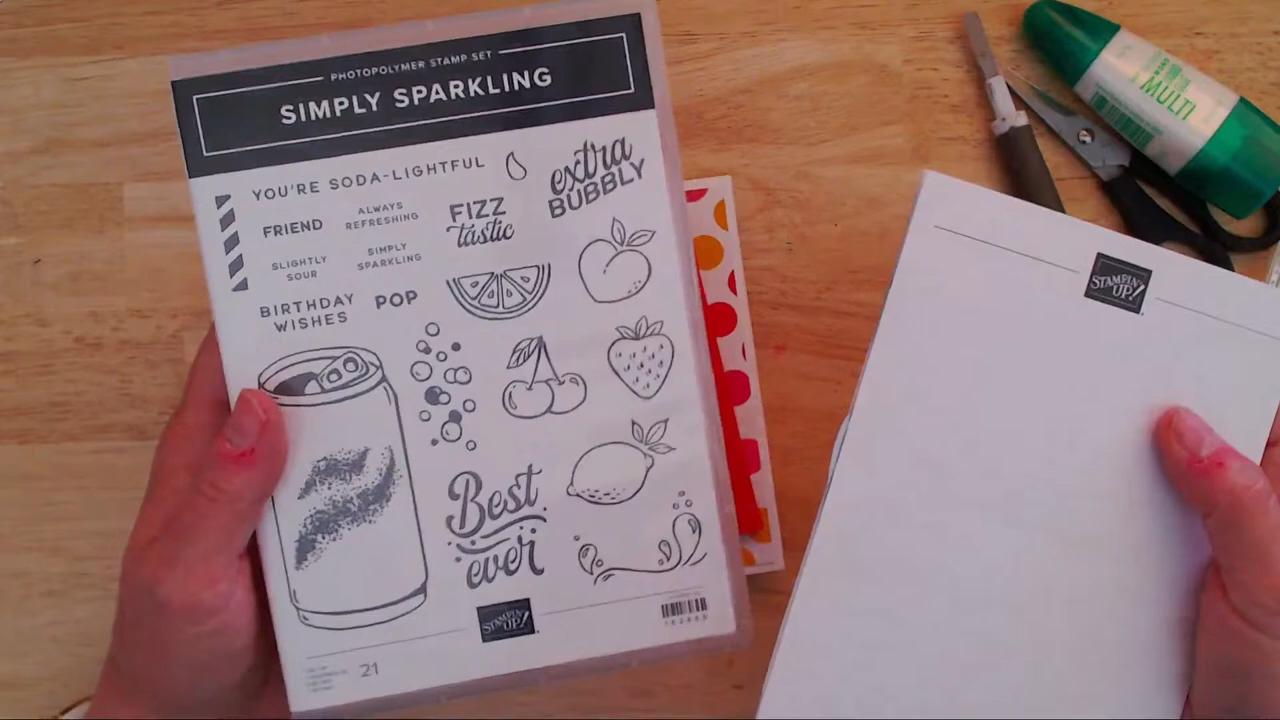 PHOTOPOLYMER STAMP SET
SIMPLY SPARKLING
YOU'RE SODA-LIGHTFUL
extra
BUBBLY
FRIEND
ALWAYS
REFRESHING
FIZZ
tastic
SLIGHTLY
SOUR
SIMPLY
SPARKLING
BIRTHDAY
WISHES
POP
Best
ever
STAMPIN' UP!
21
STAMPIN' UP!
MULTI